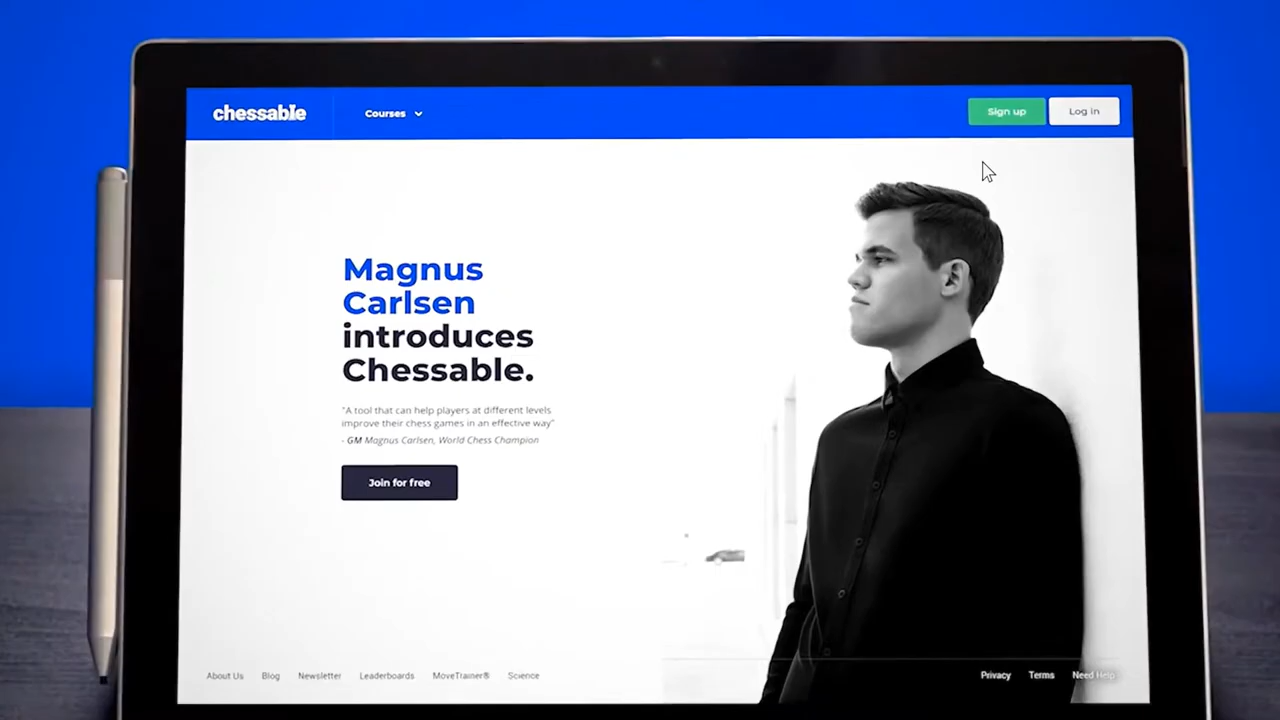 chessable
Courses
Sign up
Log in
Magnus
Carlsen
introduces
Chessable.
"A tool that can help players at different levels
improve their chess games in an effective way"
- GM Magnus Carlsen, World Chess Champion
Join for free
About Us
Blog
Newsletter
Leaderboards
MoveTrainer®
Science
Privacy
Terms
Need Help